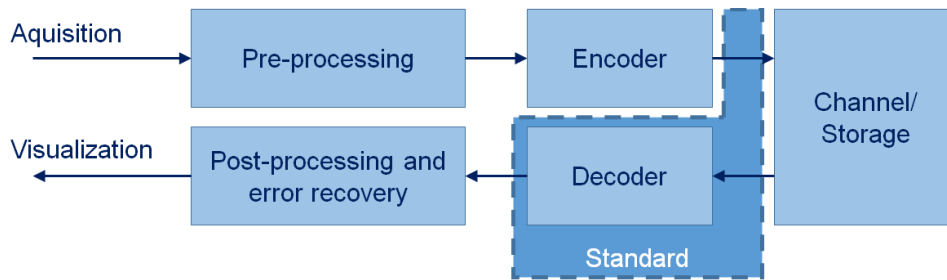 Aquisition
Pre-processing
Encoder
Channel/
Storage
Visualization
Post-processing and
error recovery
Decoder
Standard